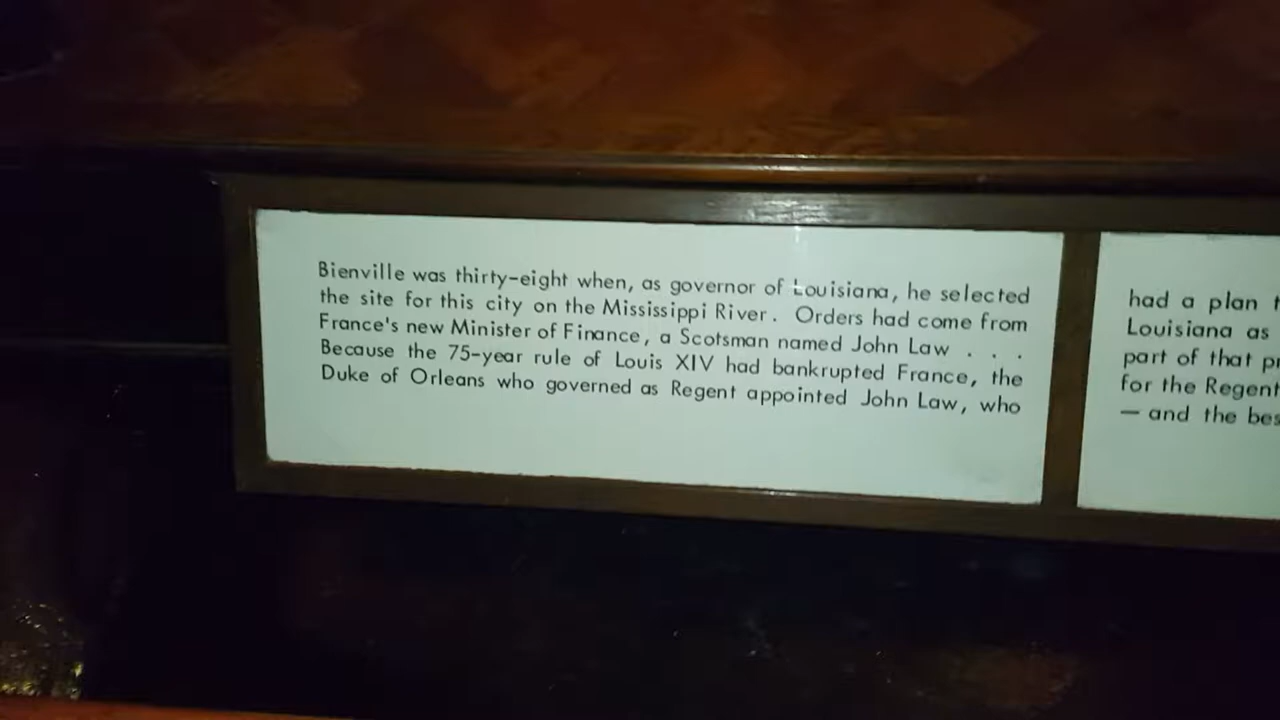 Bienville was thirty-eight when, as governor of Louisiana, he selected
the site for this city on the Mississippi River. Orders had come from
France's new Minister of Finance, a Scotsman named John Law . . .
Because the 75-year rule of Louis XIV had bankrupted France, the
Duke of Orleans who governed as Regent appointed John Law, who
had a plan
Louisiana as
part of that
for the Regent
— and the